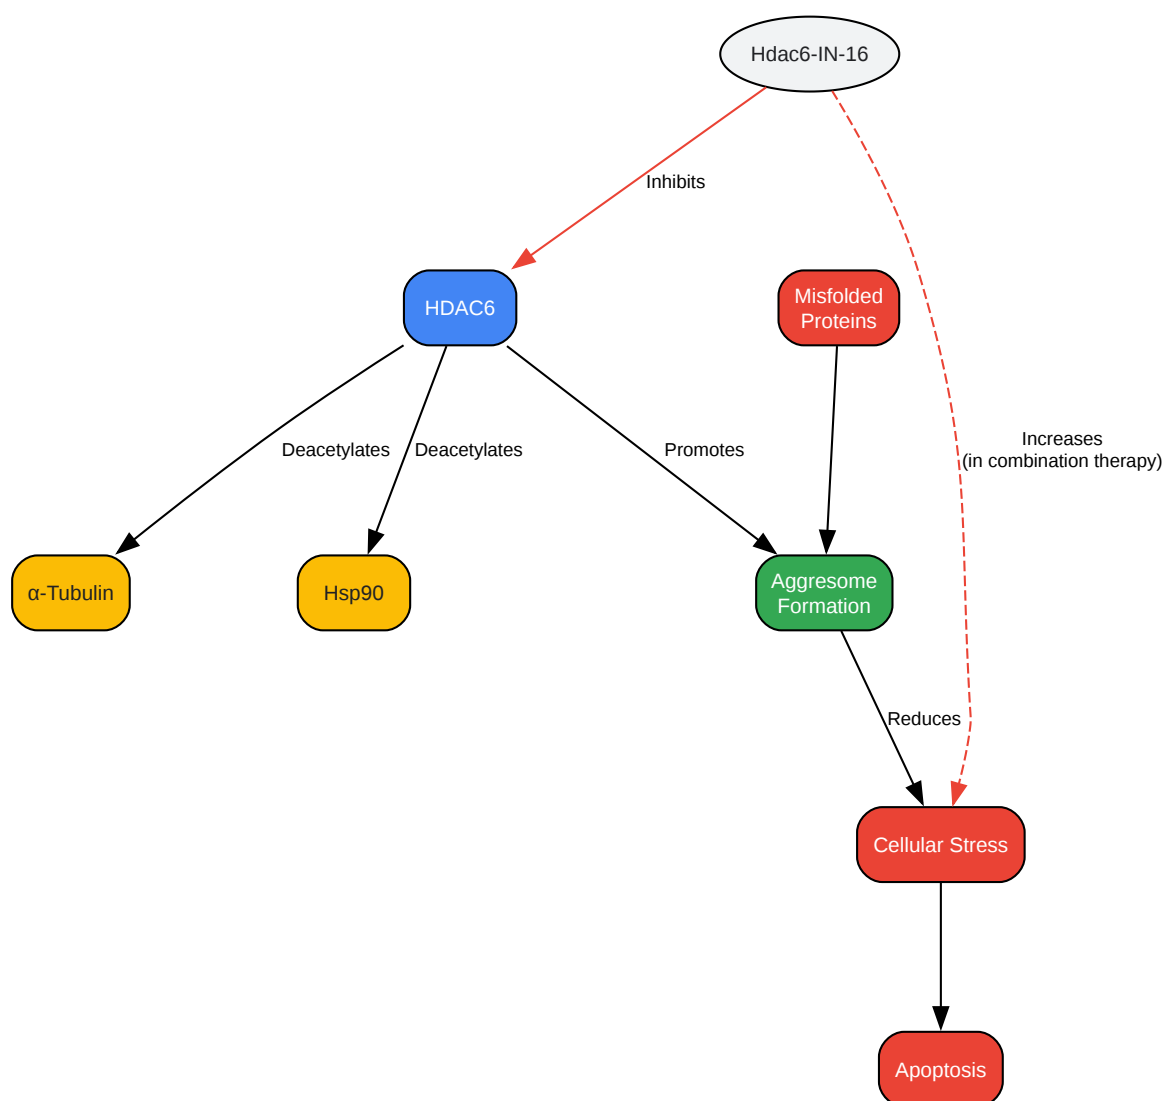 Hdac6-IN-16
Inhibits
HDAC6
Misfolded
Proteins
Increases
(in combination therapy)
Deacetylates
Deacetylates
Promotes
α-Tubulin
Hsp90
Aggresome
Formation
Reduces
Cellular Stress
Apoptosis